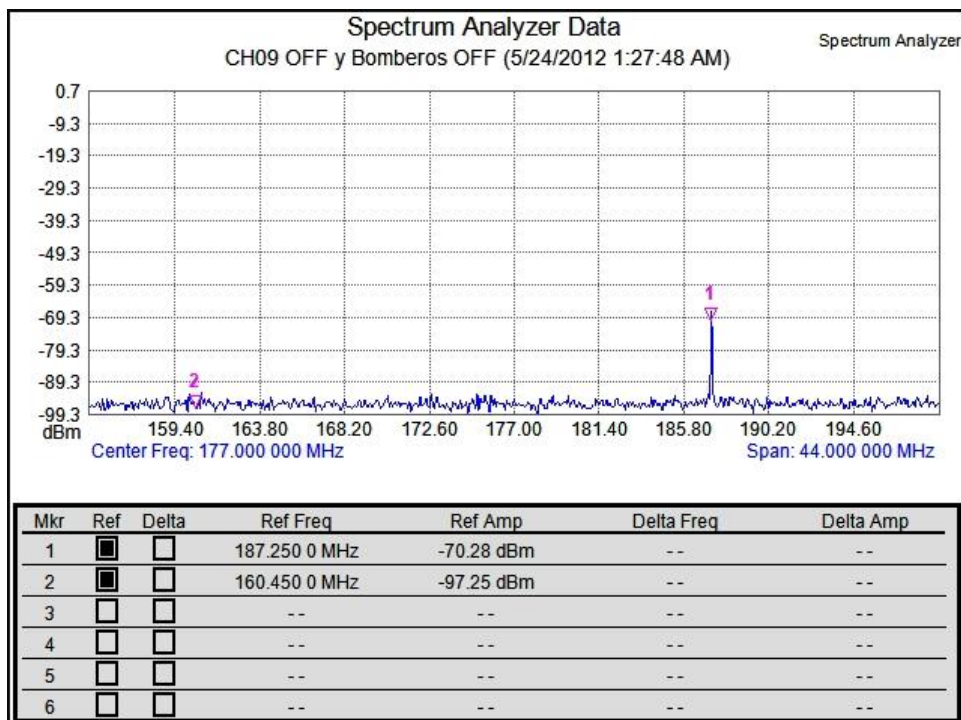 Spectrum Analyzer Data
Spectrum Analyzer
CH09 OFF y Bomberos OFF (5/24/2012 1:27:48 AM)
0.7
-9.3
-19.3
-29.3
-39.3
-49.3
-59.3
1
-69.3
-79.3
-89.3
2
-99.3
dBm
159.40 163.80 168.20 172.60 177.00 181.40 185.80 190.20 194.60
Center Freq: 177.000 000 MHz Span: 44.000 000 MHz
Mkr Ref Delta Ref Freq Ref Amp Delta Freq Delta Amp
1 187.250 0 MHz -70.28 dBm -- --
2 160.450 0 MHz -97.25 dBm -- --
3 -- -- -- --
4 -- -- -- --
5 -- -- -- --
6 -- -- -- --